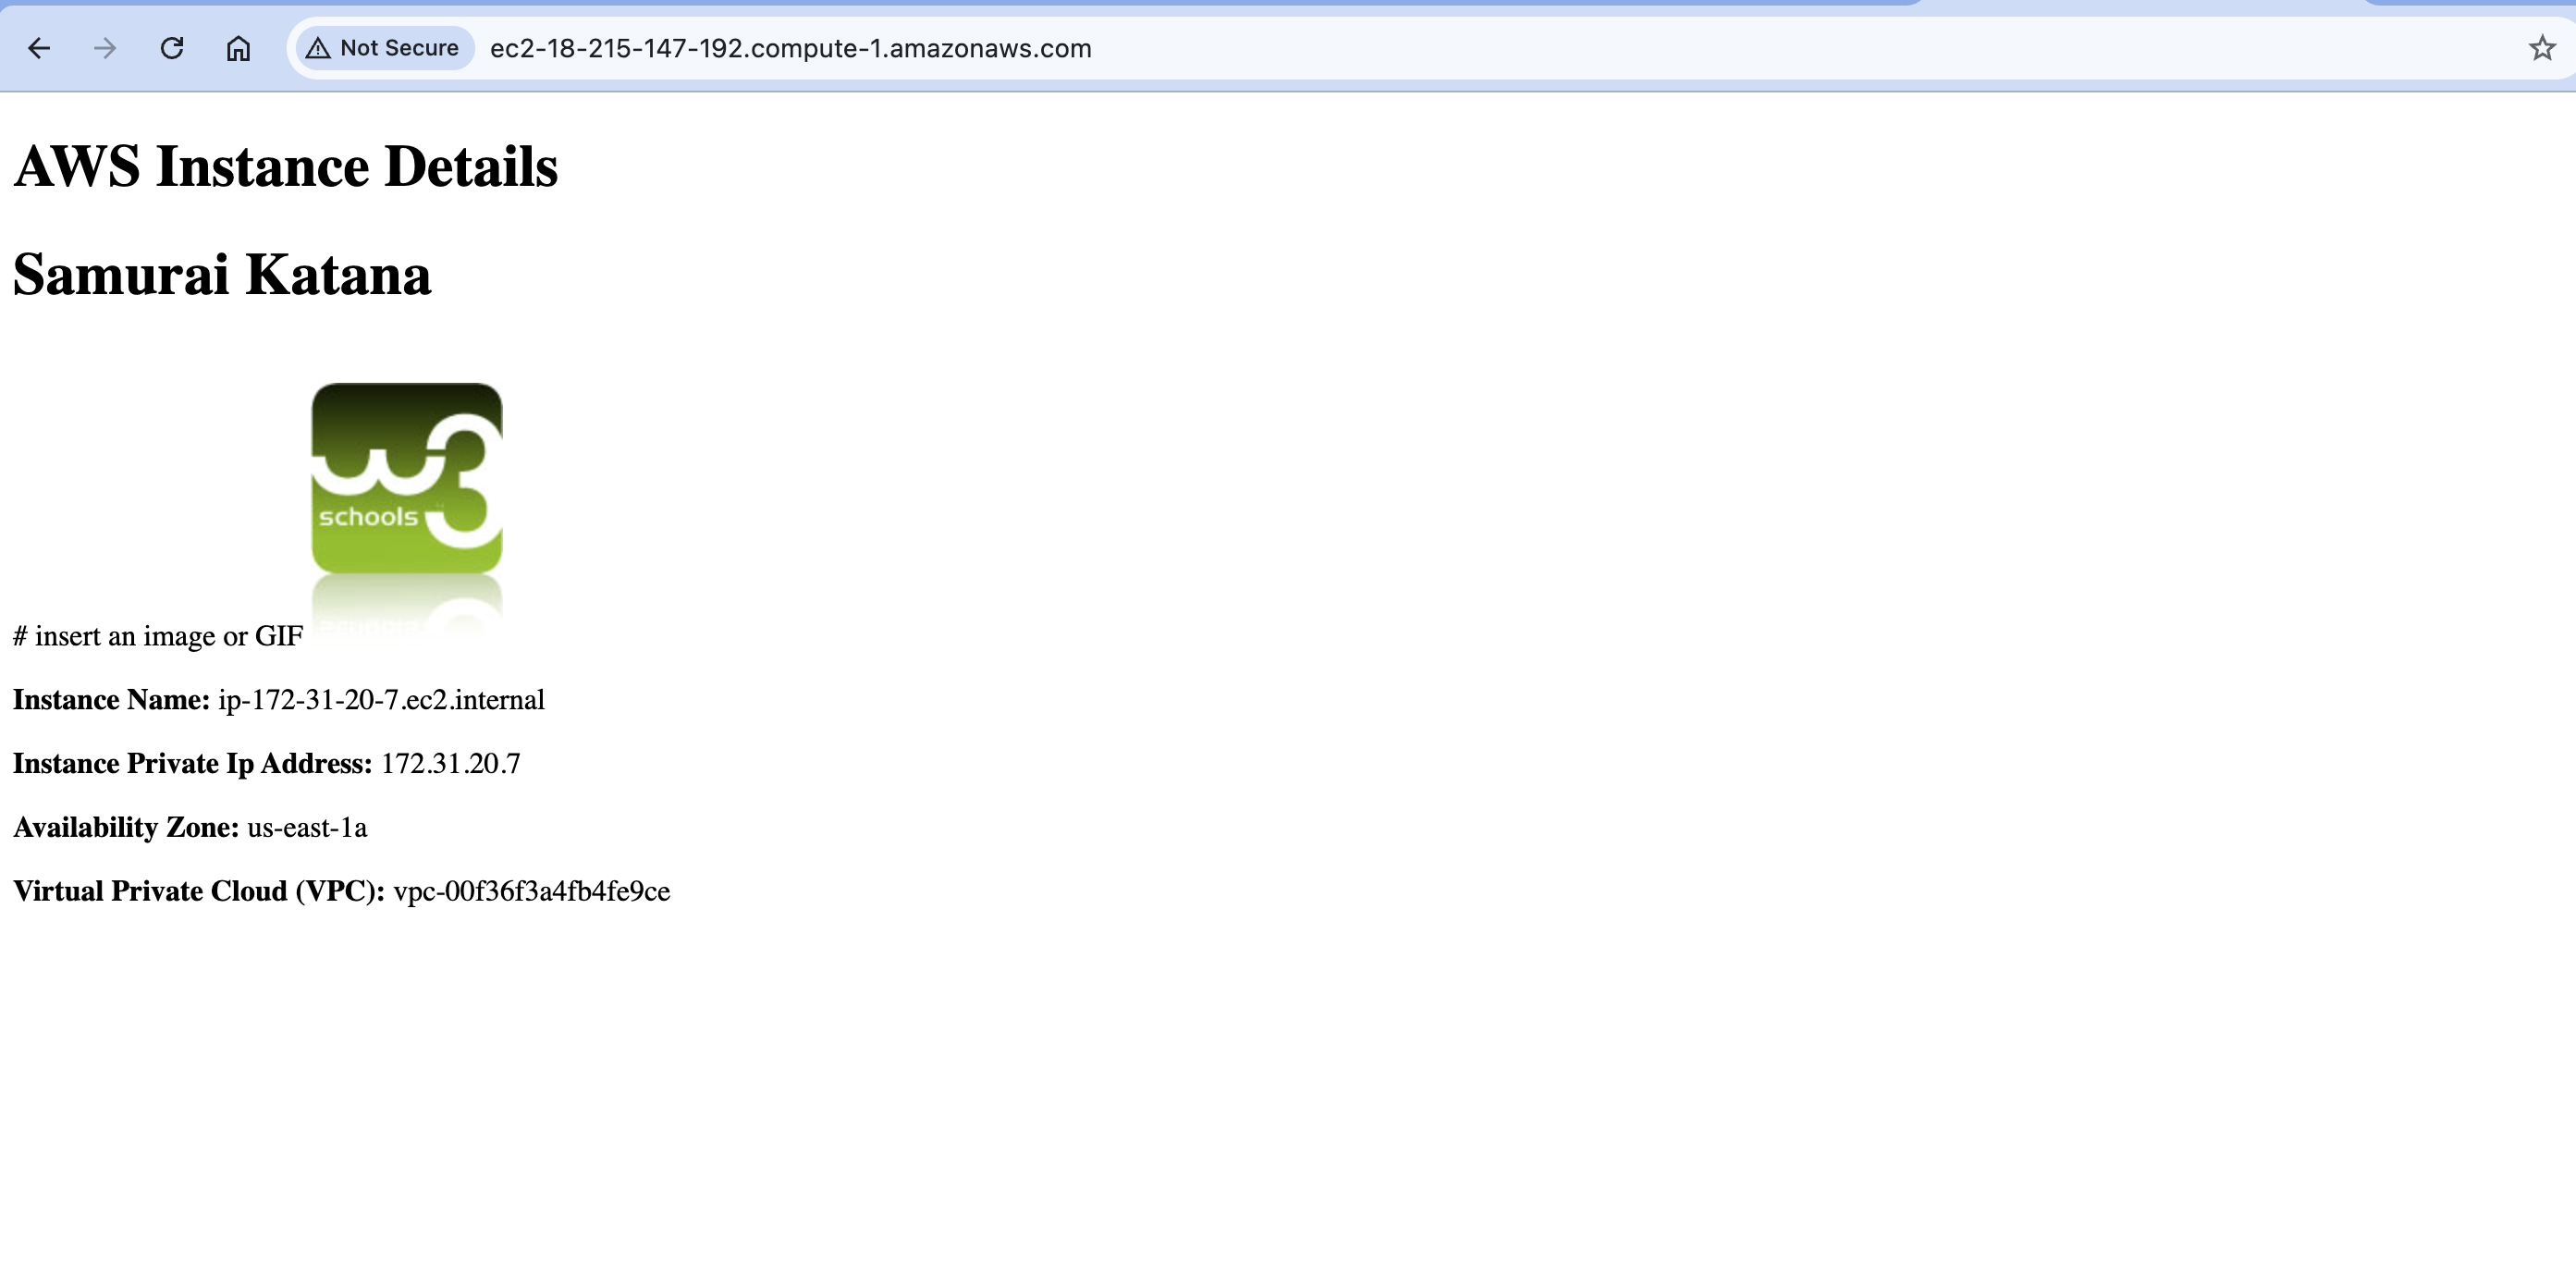 Not Secure ec2-18-215-147-192.compute-1.amazonaws.com
AWS Instance Details
Samurai Katana
w3
schools
# insert an image or GIF
Instance Name: ip-172-31-20-7.ec2.internal
Instance Private Ip Address: 172.31.20.7
Availability Zone: us-east-1a
Virtual Private Cloud (VPC): vpc-00f36f3a4fb4fe9ce